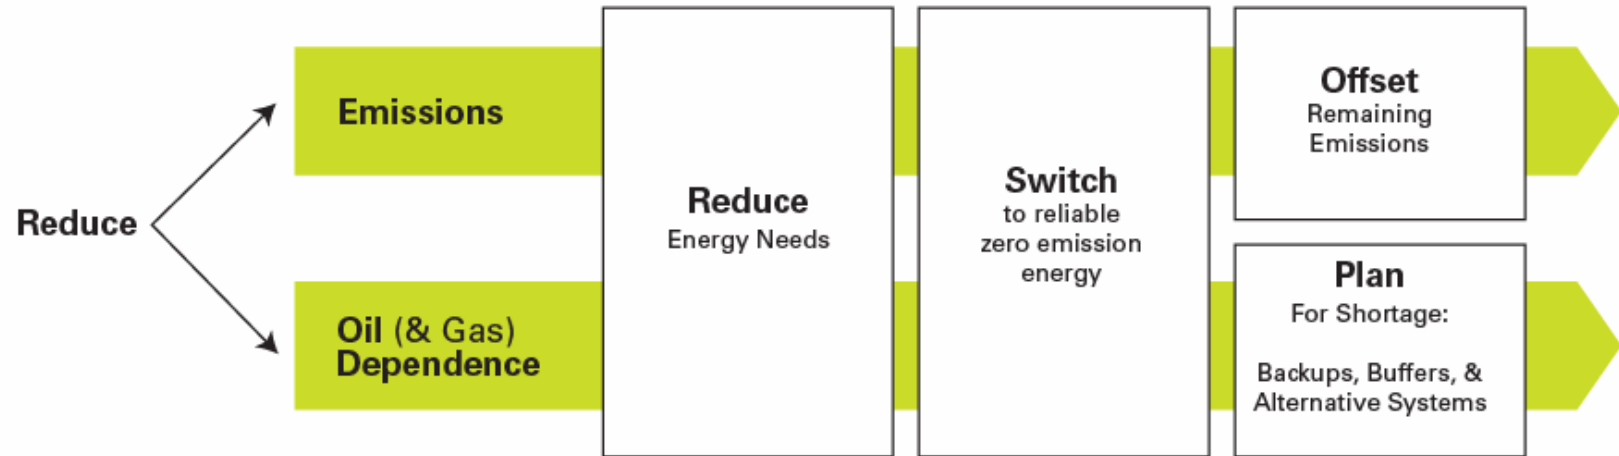 Reduce
Emissions
Oil (& Gas)
Dependence
Reduce
Energy Needs
Switch
to reliable
zero emission
energy
Offset
Remaining
Emissions
Plan
For Shortage:
Backups, Buffers, &
Alternative Systems